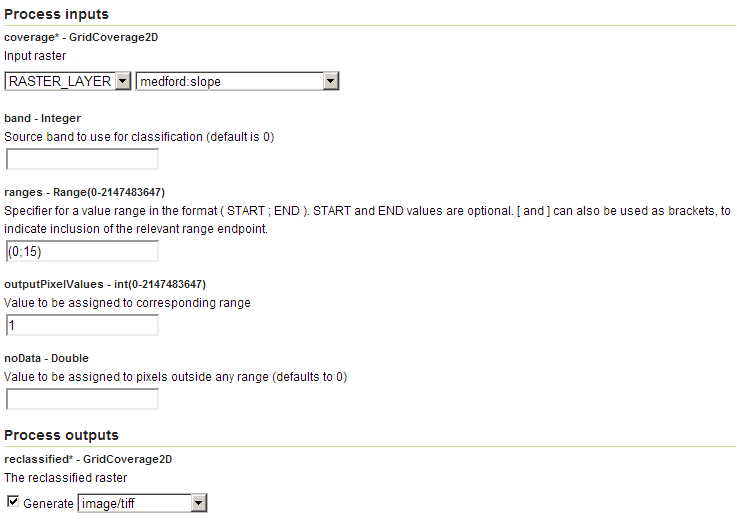 Process inputs
coverage* - GridCoverage2D
Input raster
RASTER_LAYER medford:slope
band - Integer
Source band to use for classification (default is 0)
ranges - Range(0-2147483647)
Specifier for a value range in the format ( START ; END ). START and END values are optional. [ and ] can also be used as brackets, to
indicate inclusion of the relevant range endpoint.
(0;15)
outputPixelValues - int(0-2147483647)
Value to be assigned to corresponding range
1
noData - Double
Value to be assigned to pixels outside any range (defaults to 0)
Process outputs
reclassified* - GridCoverage2D
The reclassified raster
Generate image/tiff